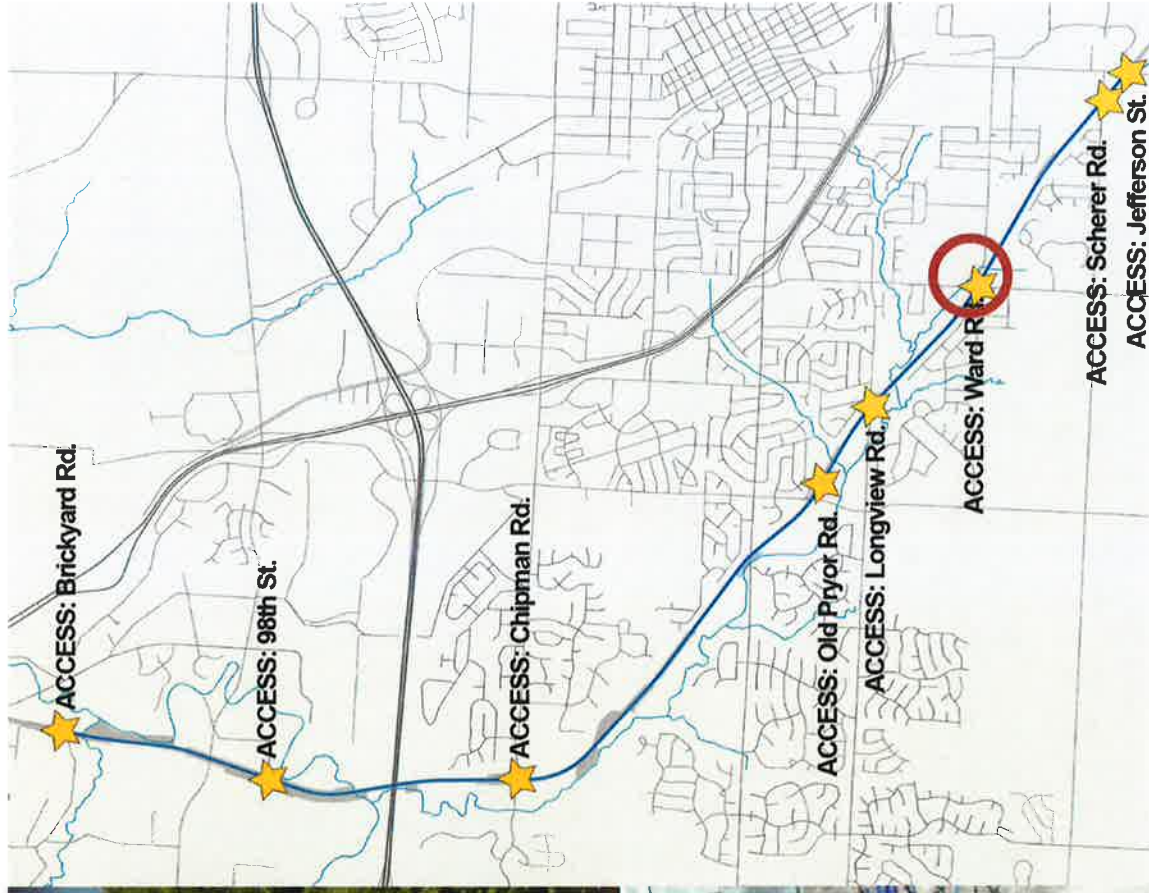 ACCESS: Brickyard Rd.
ACCESS: 98th St.
ACCESS: Chipman Rd.
ACCESS: Old Pryor Rd.
ACCESS: Longview Rd.
ACCESS: Ward Rd.
ACCESS: Scherer Rd.
ACCESS: Jefferson St.